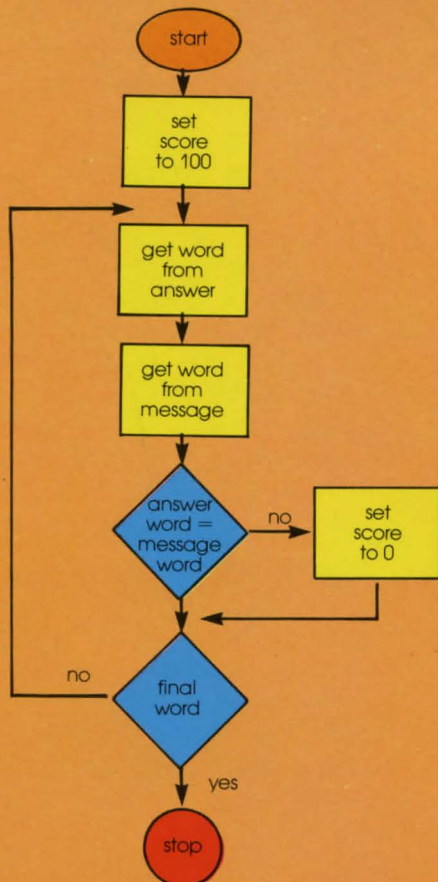 start
set
score
to 100
get word
from
answer
get word
from
message
answer
word =
message
word
no
set
score
to 0
no
final
word
yes
stop